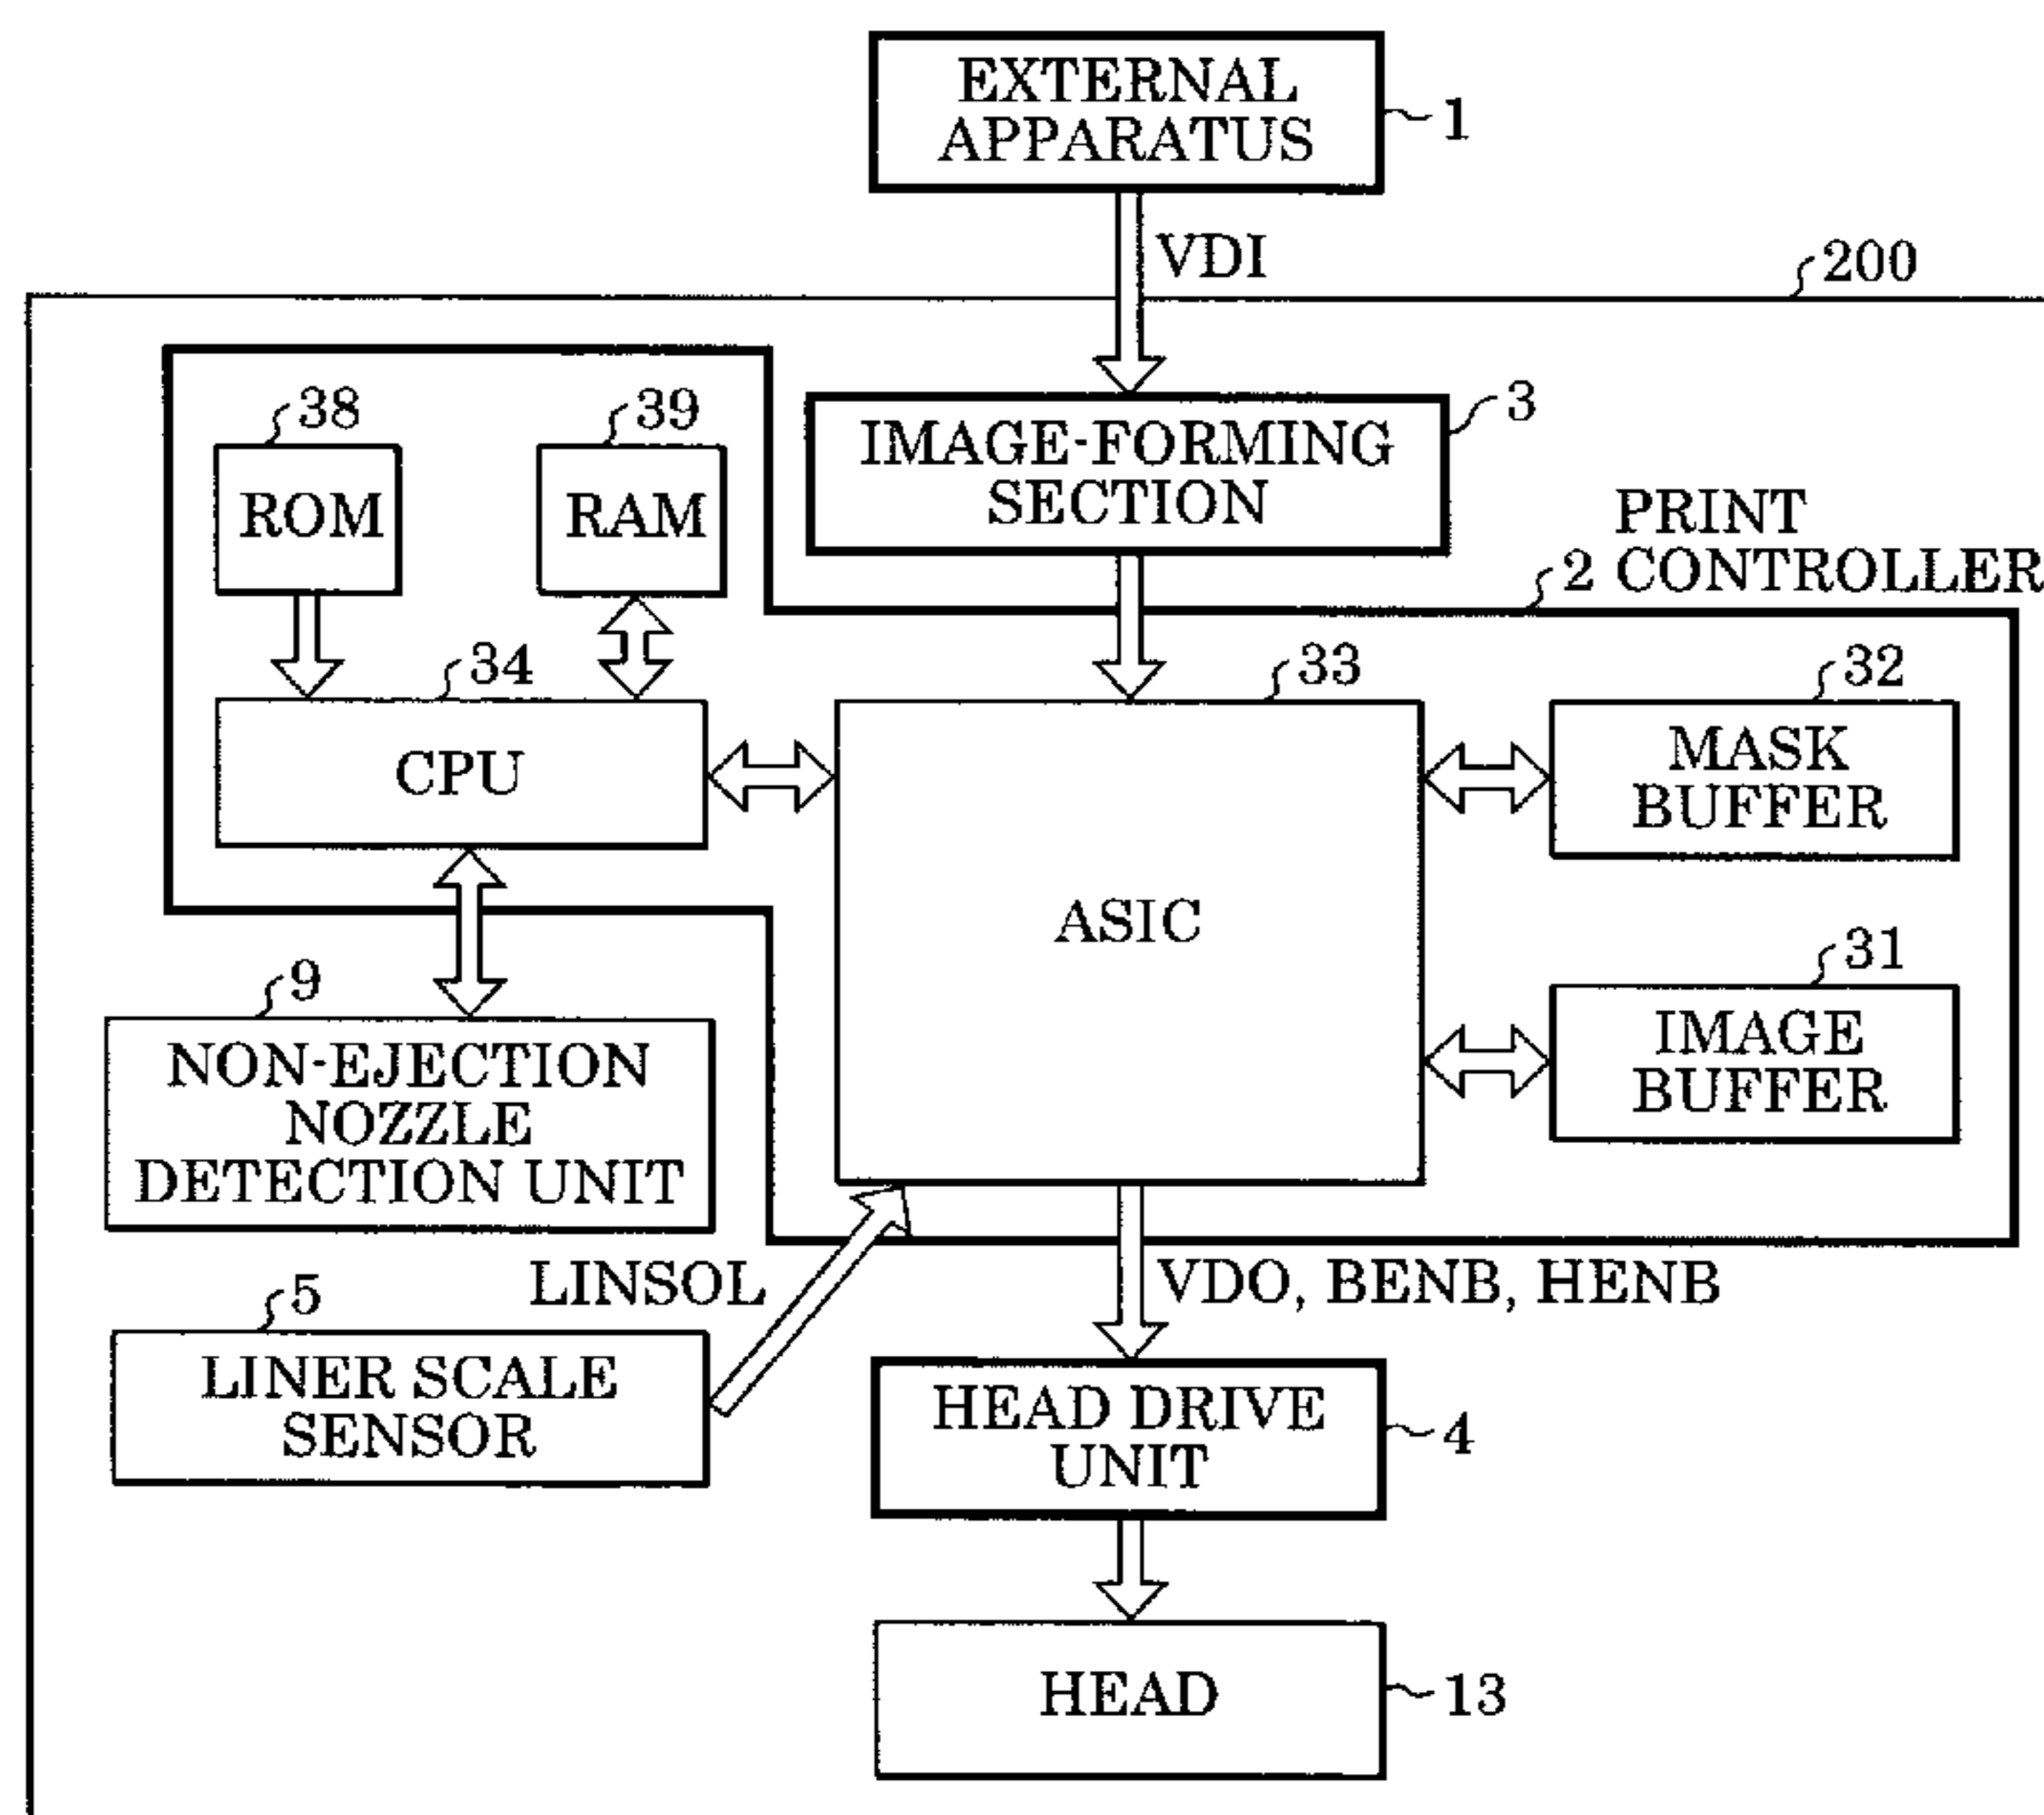 EXTERNAL
APPARATUS
1
VDI
200
38
39
3
ROM
RAM
IMAGE-FORMING
SECTION
PRINT
2 CONTROLLER
34
33
32
CPU
MASK
BUFFER
ASIC
31
9
IMAGE
BUFFER
NON-EJECTION
NOZZLE
DETECTION UNIT
LINSOL
VDO, BENB, HENB
5
LINER SCALE
SENSOR
HEAD DRIVE
UNIT
4
HEAD
13